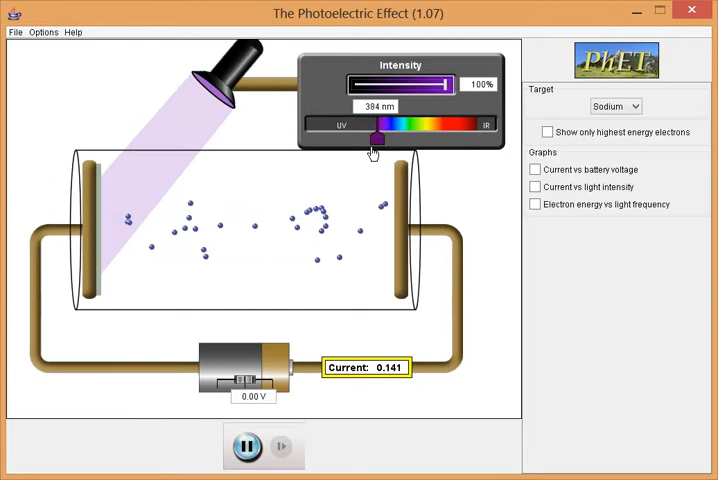 The Photoelectric Effect (1.07)
File Options Help
Intensity
100%
384 nm
UV
IR
PhET
Target
Sodium
Show only highest energy electrons
Graphs
Current vs battery voltage
Current vs light intensity
Electron energy vs light frequency
Current: 0.141
0.00 V